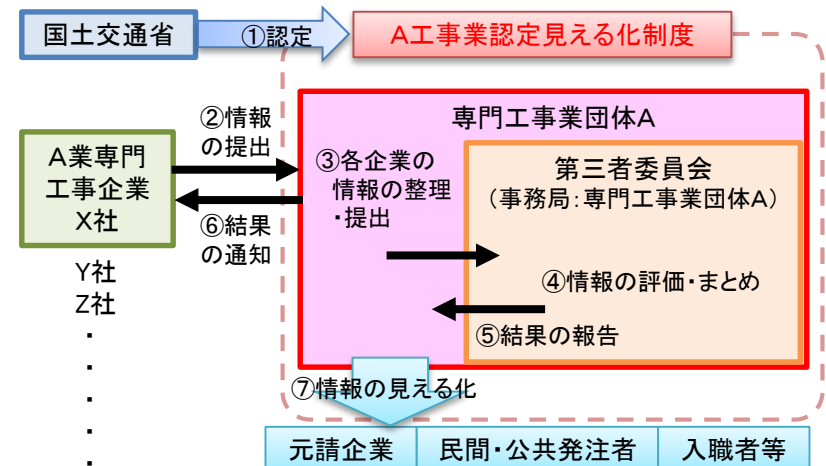 国土交通省
①認定
A工事業認定見える化制度
②情報
の提出
専門工事業団体A
A業専門
工事企業
X社
③各企業の
情報の整理
・提出
第三者委員会
（事務局：専門工事業団体A）
⑥結果
の通知
Y社
Z社
・
・
・
・
・
④情報の評価・まとめ
⑤結果の報告
⑦情報の見える化
元請企業
民間・公共発注者
入職者等